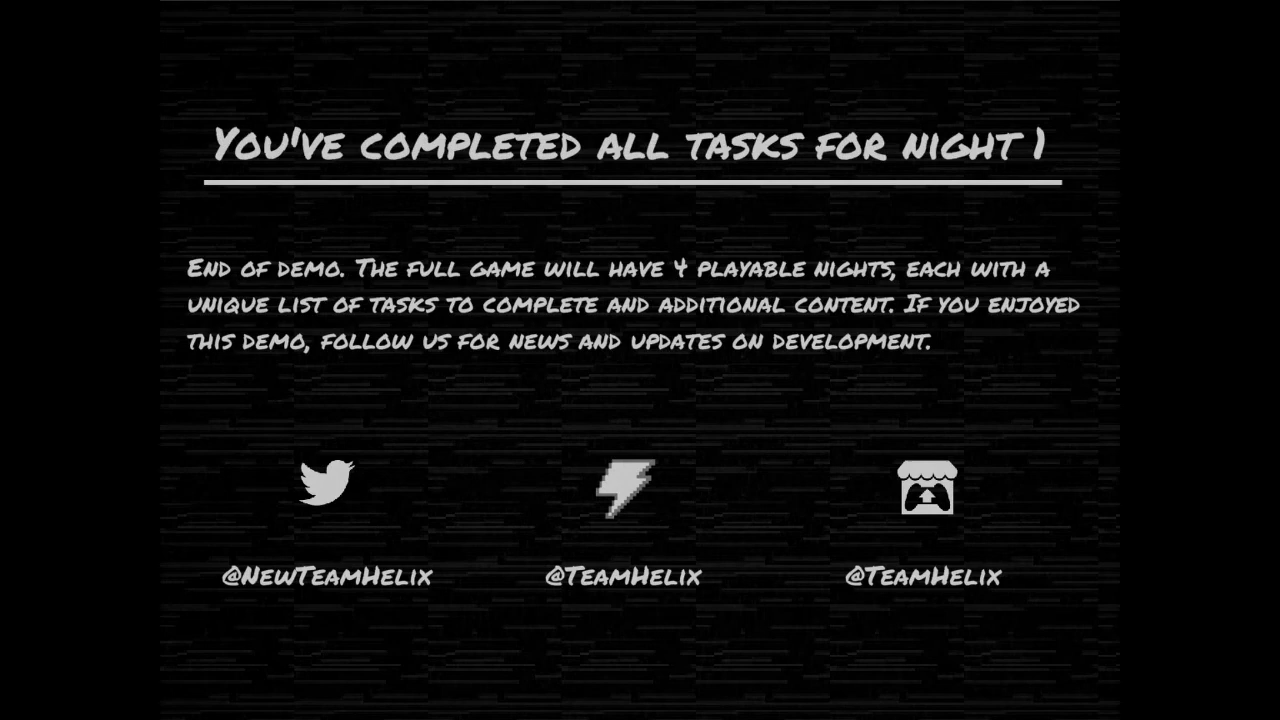 You've completed all tasks for night 1
End of demo. The full game will have 4 playable nights, each with a
unique list of tasks to complete and additional content. If you enjoyed
this demo, follow us for news and updates on development.
@NewTeamHelix @TeamHelix @TeamHelix